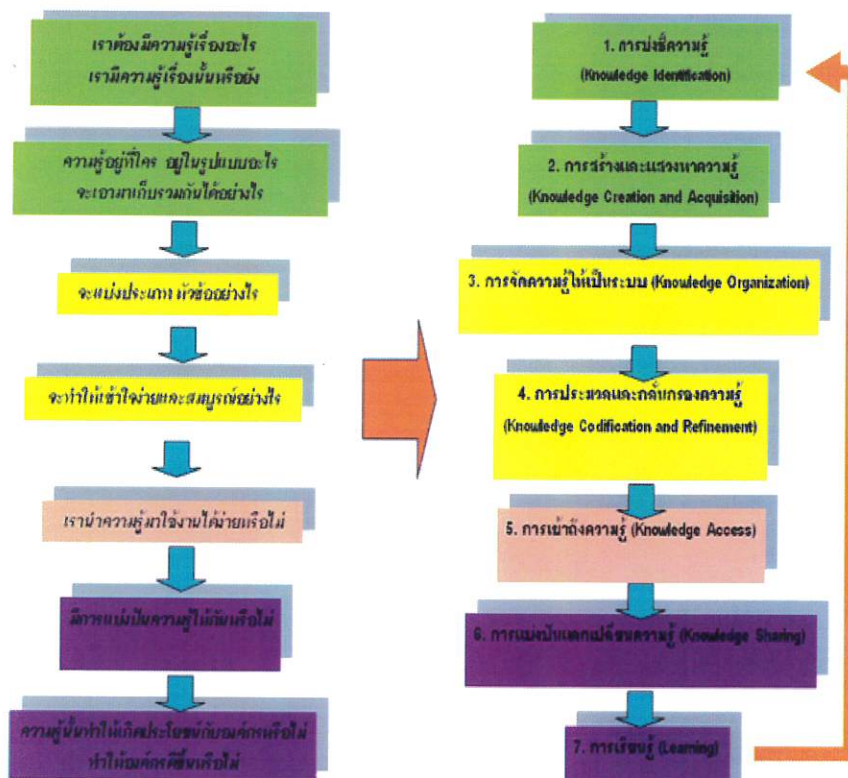 เราต้องมีความรู้เรื่องอะไร
เรามีความรู้เรื่องนั้นหรือยัง
ความรู้อยู่ที่ใคร อยู่ในรูปแบบอะไร
จะเอามาเก็บรวมกันได้อย่างไร
จะแบ่งประเภท หัวข้ออย่างไร
จะทำให้เข้าใจง่ายและสมบูรณ์อย่างไร
เรานำความรู้มาใช้งานได้ง่ายหรือไม่
มีการแบ่งปันความรู้ให้กันหรือไม่
ความรู้นั้นทำให้เกิดประโยชน์กับองค์กรหรือไม่
ทำให้องค์กรดีขึ้นหรือไม่
1. การบ่งชี้ความรู้
(Knowledge Identification)
2. การสร้างและแสวงหาความรู้
(Knowledge Creation and Acquisition)
3. การจัดความรู้ให้เป็นระบบ (Knowledge Organization)
4. การประมวลและกลั่นกรองความรู้
(Knowledge Codification and Refinement)
5. การเข้าถึงความรู้ (Knowledge Access)
6. การแบ่งปันแลกเปลี่ยนความรู้ (Knowledge Sharing)
7. การเรียนรู้ (Learning)